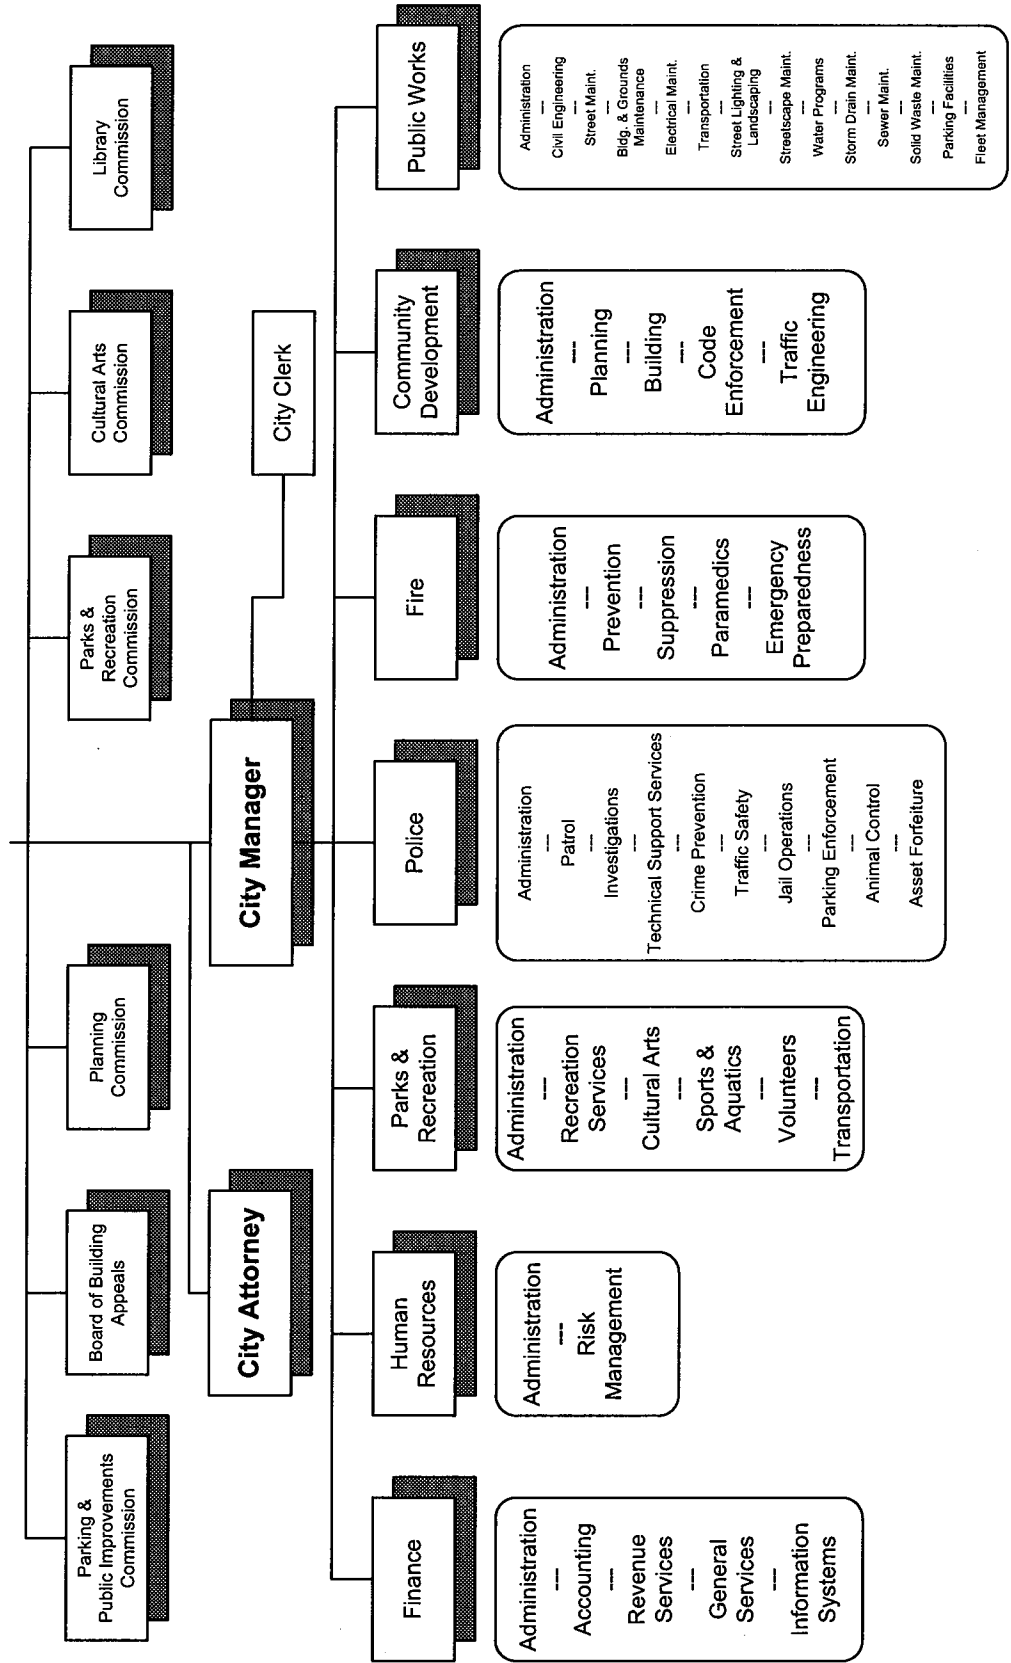 Parking &
Public Improvements
Commission
Board of Building
Appeals
Planning
Commission
Parks &
Recreation
Commission
Cultural Arts
Commission
Library
Commission
City Attorney
City Manager
City Clerk
Finance
Human
Resources
Parks &
Recreation
Police
Fire
Community
Development
Public Works
Administration
---
Accounting
---
Revenue
Services
---
General
Services
---
Information
Systems
Administration
---
Risk
Management
Administration
---
Recreation
Services
---
Cultural Arts
---
Sports &
Aquatics
---
Volunteers
---
Transportation
Administration
---
Patrol
---
Investigations
---
Technical Support Services
---
Crime Prevention
---
Traffic Safety
---
Jail Operations
---
Parking Enforcement
---
Animal Control
---
Asset Forfeiture
Administration
---
Prevention
---
Suppression
---
Paramedics
---
Emergency
Preparedness
Administration
---
Planning
---
Building
---
Code
Enforcement
---
Traffic
Engineering
Administration
---
Civil Engineering
---
Street Maint.
---
Bldg. & Grounds
Maintenance
---
Electrical Maint.
---
Transportation
---
Street Lighting &
Landscaping
---
Streetscape Maint.
---
Water Programs
---
Storm Drain Maint.
---
Sewer Maint.
---
Solid Waste Maint.
---
Parking Facilities
---
Fleet Management